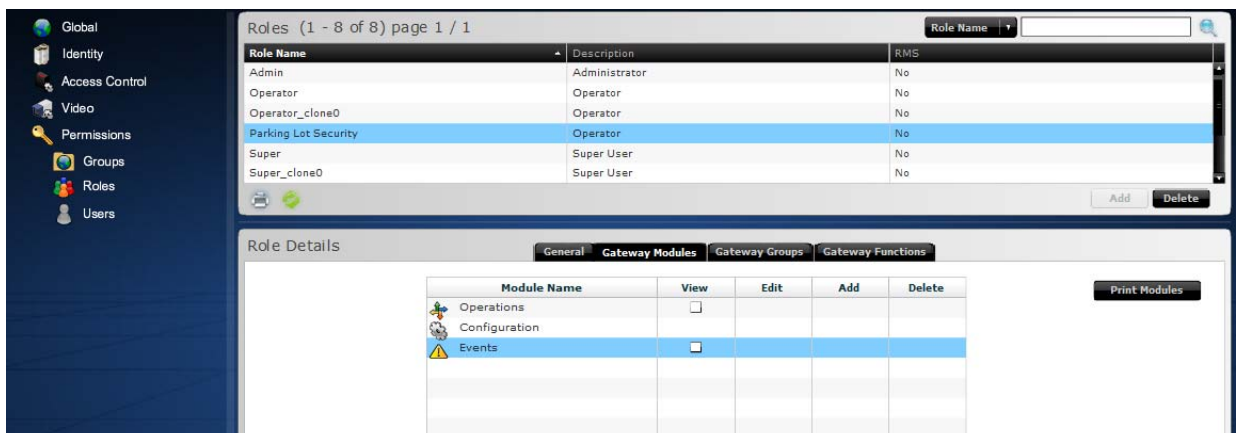 Global
Identity
Access Control
Video
Permissions
Groups
Roles
Users
Roles (1 - 8 of 8) page 1 / 1
Role Name
Role Name Description RMS
Admin Administrator No
Operator Operator No
Operator_clone0 Operator No
Parking Lot Security Operator No
Super Super User No
Super_clone0 Super User No
Add Delete
Role Details
General Gateway Modules Gateway Groups Gateway Functions
Module Name View Edit Add Delete
Print Modules
Operations
Configuration
Events